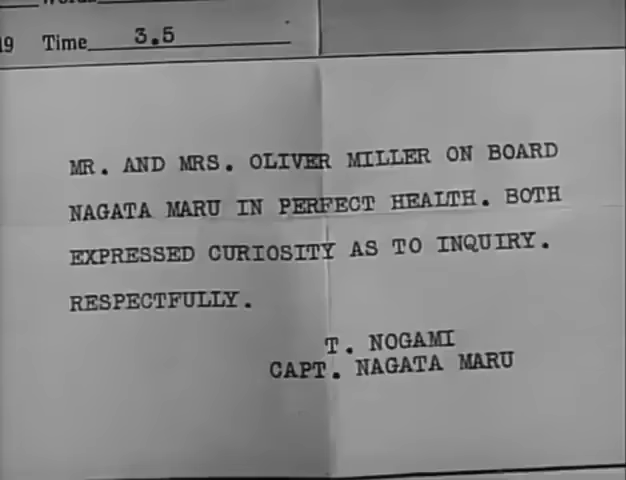 19 Time 3.5
MR. AND MRS. OLIVER MILLER ON BOARD
NAGATA MARU IN PERFECT HEALTH. BOTH
EXPRESSED CURIOSITY AS TO INQUIRY.
RESPECTFULLY.
T. NOGAMI
CAPT. NAGATA MARU